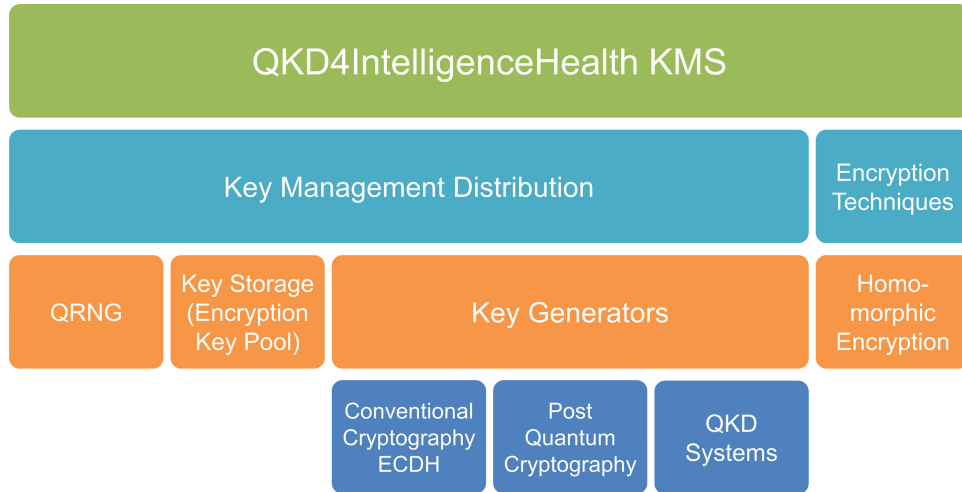 QKD4IntelligenceHealth KMS
Key Management Distribution
Encryption
Techniques
QRNG
Key Storage
(Encryption
Key Pool)
Key Generators
Homo-
morphic
Encryption
Conventional
Cryptography
ECDH
Post
Quantum
Cryptography
QKD
Systems